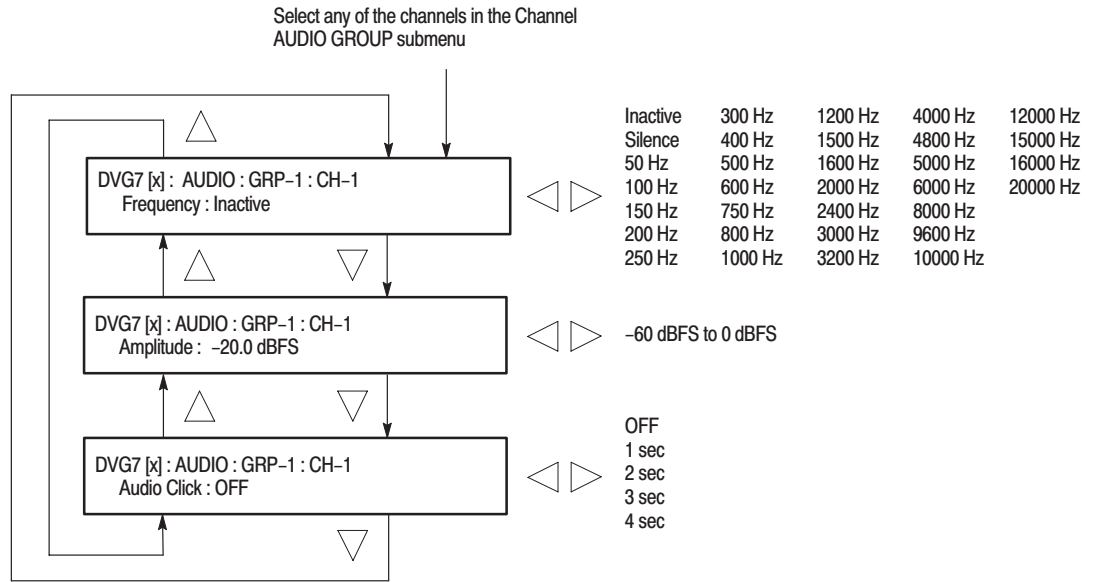 Select any of the channels in the Channel
AUDIO GROUP submenu
DVG7 [x] : AUDIO : GRP–1 : CH–1
Frequency : Inactive
Inactive 300 Hz 1200 Hz 4000 Hz 12000 Hz
Silence 400 Hz 1500 Hz 4800 Hz 15000 Hz
50 Hz 500 Hz 1600 Hz 5000 Hz 16000 Hz
100 Hz 600 Hz 2000 Hz 6000 Hz 20000 Hz
150 Hz 750 Hz 2400 Hz 8000 Hz
200 Hz 800 Hz 3000 Hz 9600 Hz
250 Hz 1000 Hz 3200 Hz 10000 Hz
DVG7 [x] : AUDIO : GRP–1 : CH–1
Amplitude : –20.0 dBFS
–60 dBFS to 0 dBFS
DVG7 [x] : AUDIO : GRP–1 : CH–1
Audio Click : OFF
OFF
1 sec
2 sec
3 sec
4 sec